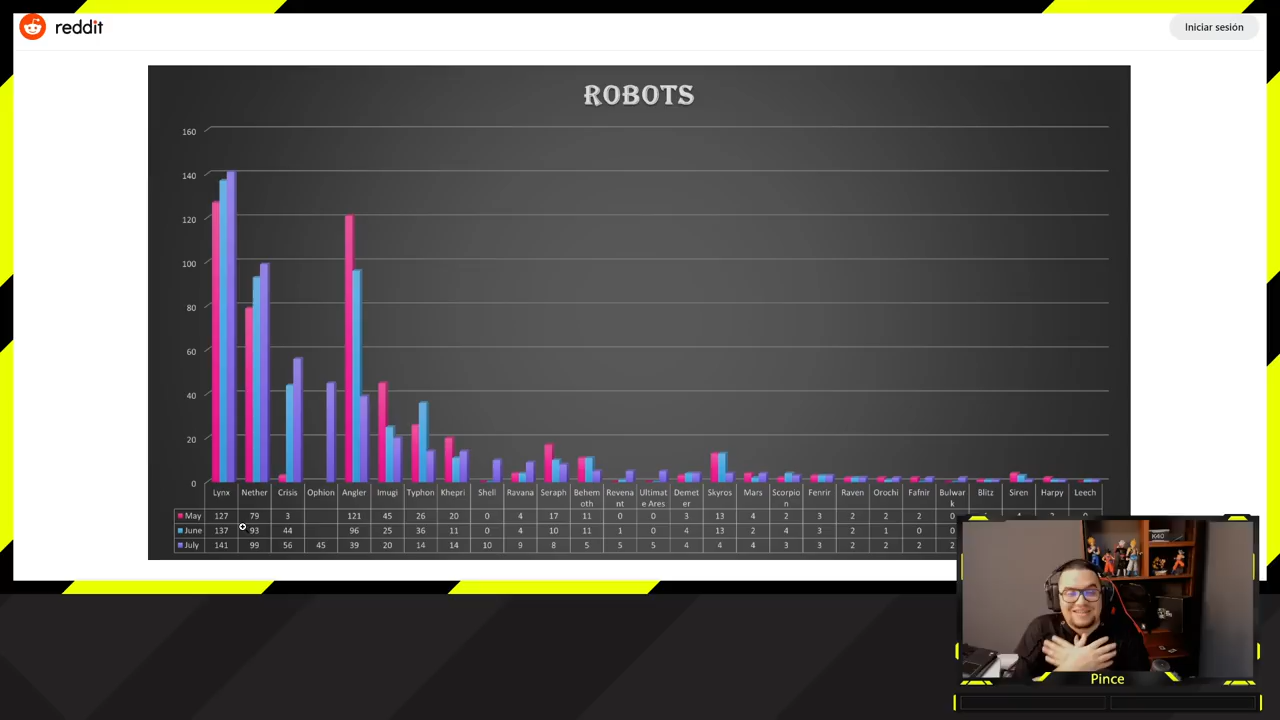 reddit
Iniciar sesión
ROBOTS
160
140
120
100
80
60
40
20
0
Lynx Nether Crisis Ophion Angler Imugi Typhon Khepri Shell Ravana Seraph Behemoth Revenant Ultimate Ares Demeter Skyros Mars Scorpion Fenrir Raven Orochi Fafnir Bulwark Blitz Siren Harpy Leech
May 127 79 3 121 45 26 20 0 4 17 11 0 0 3 13 4 2 3 2 2 2 0
June 137 93 44 96 25 36 11 0 4 10 11 1 0 4 13 2 4 3 2 1 0 0
July 141 99 56 45 39 20 14 14 10 9 8 5 5 5 4 4 4 3 3 2 2 2 2
K40
Pince